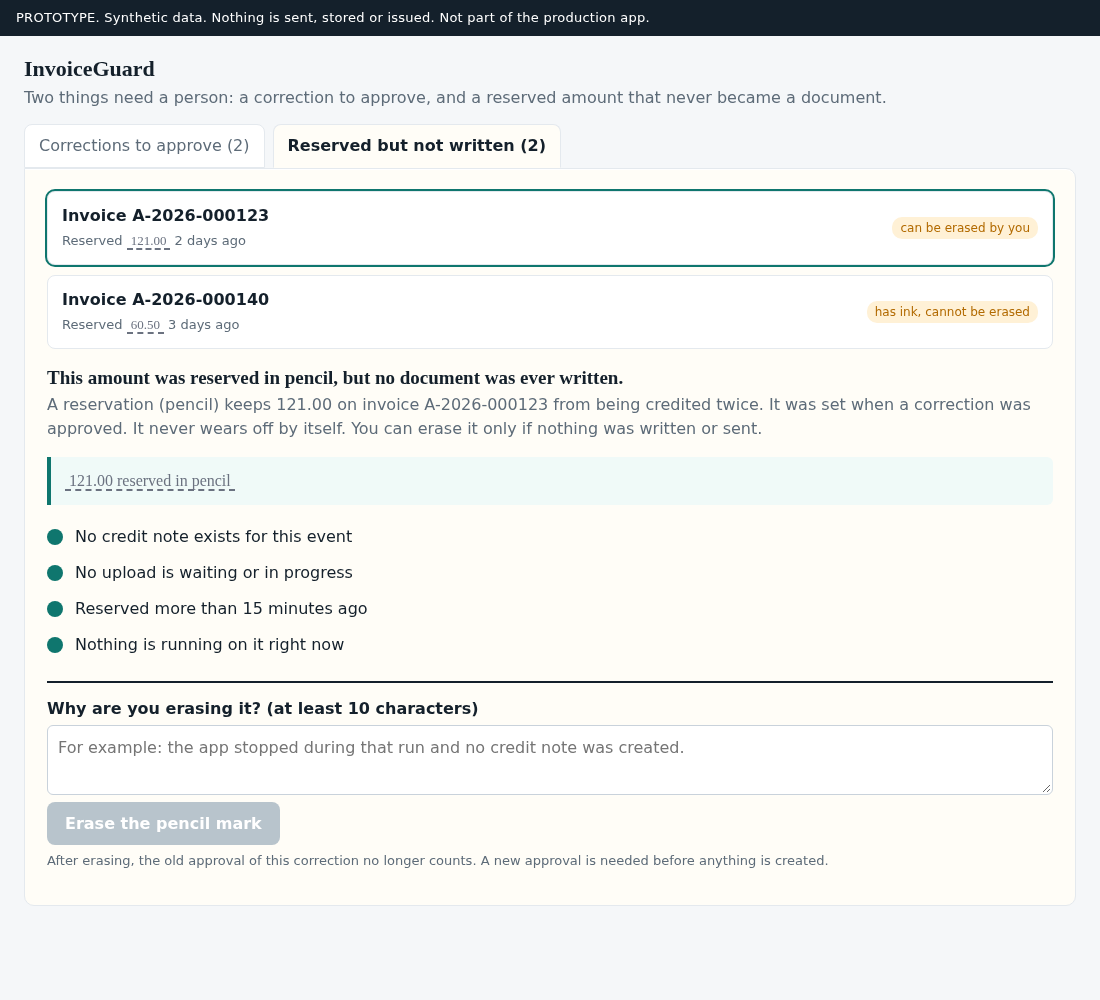 PROTOTYPE. Synthetic data. Nothing is sent, stored or issued. Not part of the production app.
InvoiceGuard
Two things need a person: a correction to approve, and a reserved amount that never became a document.
Corrections to approve (2)
Reserved but not written (2)
Invoice A-2026-000123
Reserved 121.00 2 days ago
can be erased by you
Invoice A-2026-000140
Reserved 60.50 3 days ago
has ink, cannot be erased
This amount was reserved in pencil, but no document was ever written.
A reservation (pencil) keeps 121.00 on invoice A-2026-000123 from being credited twice. It was set when a correction was
approved. It never wears off by itself. You can erase it only if nothing was written or sent.
121.00 reserved in pencil
No credit note exists for this event
No upload is waiting or in progress
Reserved more than 15 minutes ago
Nothing is running on it right now
Why are you erasing it? (at least 10 characters)
For example: the app stopped during that run and no credit note was created.
Erase the pencil mark
After erasing, the old approval of this correction no longer counts. A new approval is needed before anything is created.